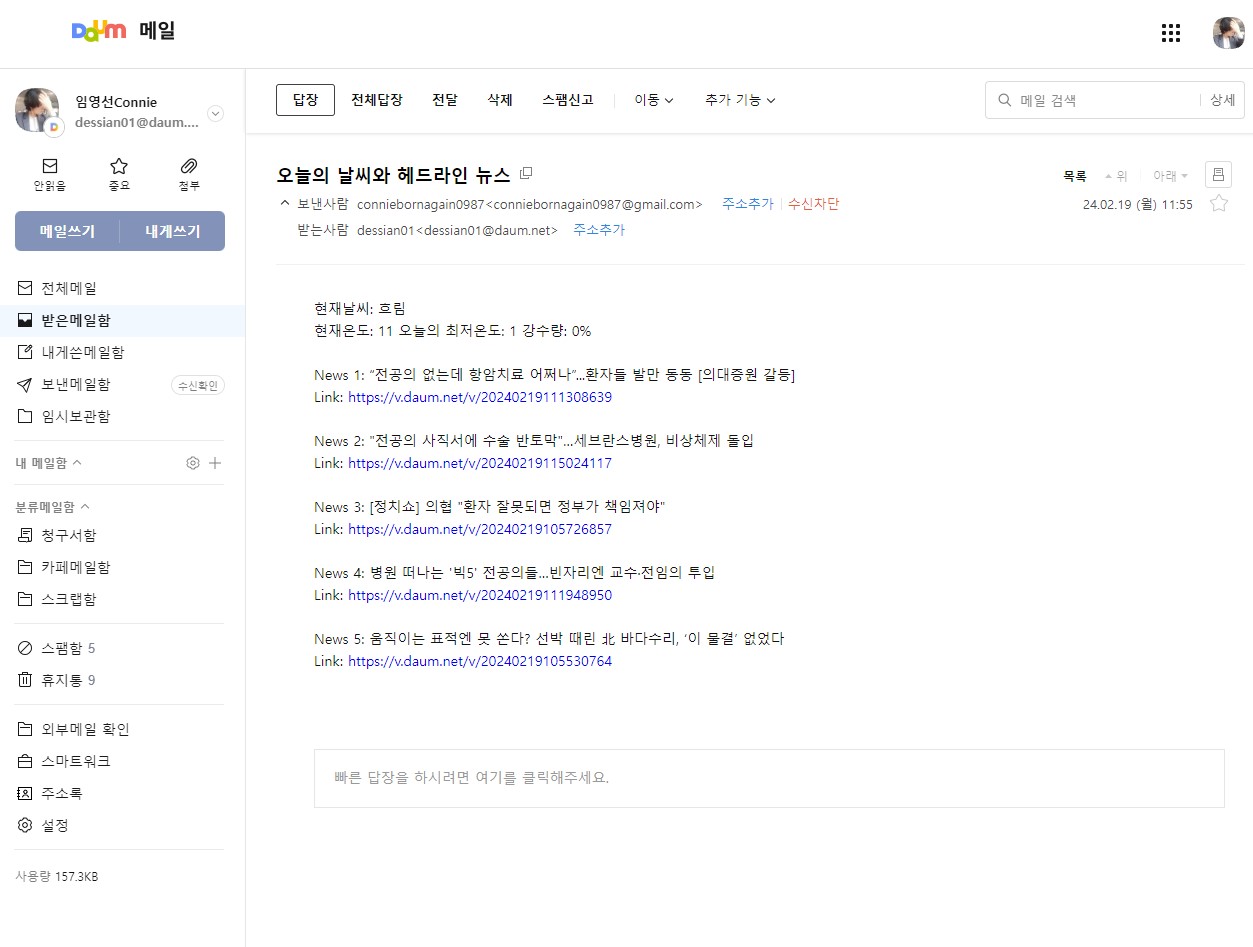 Daum 메일
임영선Connie
dessian01@daum....
안읽음 중요 첨부
메일쓰기 내게쓰기
전체메일
받은메일함
내게쓴메일함
보낸메일함 수신확인
임시보관함
내 메일함
분류메일함
청구서함
카페메일함
스크랩함
스팸함 5
휴지통 9
외부메일 확인
스마트워크
주소록
설정
사용량 157.3KB
답장 전체답장 전달 삭제 스팸신고 이동 추가 기능
메일 검색 상세
오늘의 날씨와 헤드라인 뉴스
목록 위 아래
보낸사람 conniebornagain0987<conniebornagain0987@gmail.com> 주소추가 수신차단
24.02.19 (월) 11:55
받는사람 dessian01<dessian01@daum.net> 주소추가
현재날씨: 흐림
현재온도: 11 오늘의 최저온도: 1 강수량: 0%
News 1: “전공의 없는데 항암치료 어쩌나”...환자들 발만 동동 [의대증원 갈등]
Link: https://v.daum.net/v/20240219111308639
News 2: "전공의 사직서에 수술 반토막"...세브란스병원, 비상체제 돌입
Link: https://v.daum.net/v/20240219115024117
News 3: [정치쇼] 의협 "환자 잘못되면 정부가 책임져야"
Link: https://v.daum.net/v/20240219105726857
News 4: 병원 떠나는 '빅5' 전공의들…빈자리엔 교수·전임의 투입
Link: https://v.daum.net/v/20240219111948950
News 5: 움직이는 표적엔 못 쏜다? 선박 때린 北 바다수리, ‘이 물결’ 없었다
Link: https://v.daum.net/v/20240219105530764
빠른 답장을 하시려면 여기를 클릭해주세요.